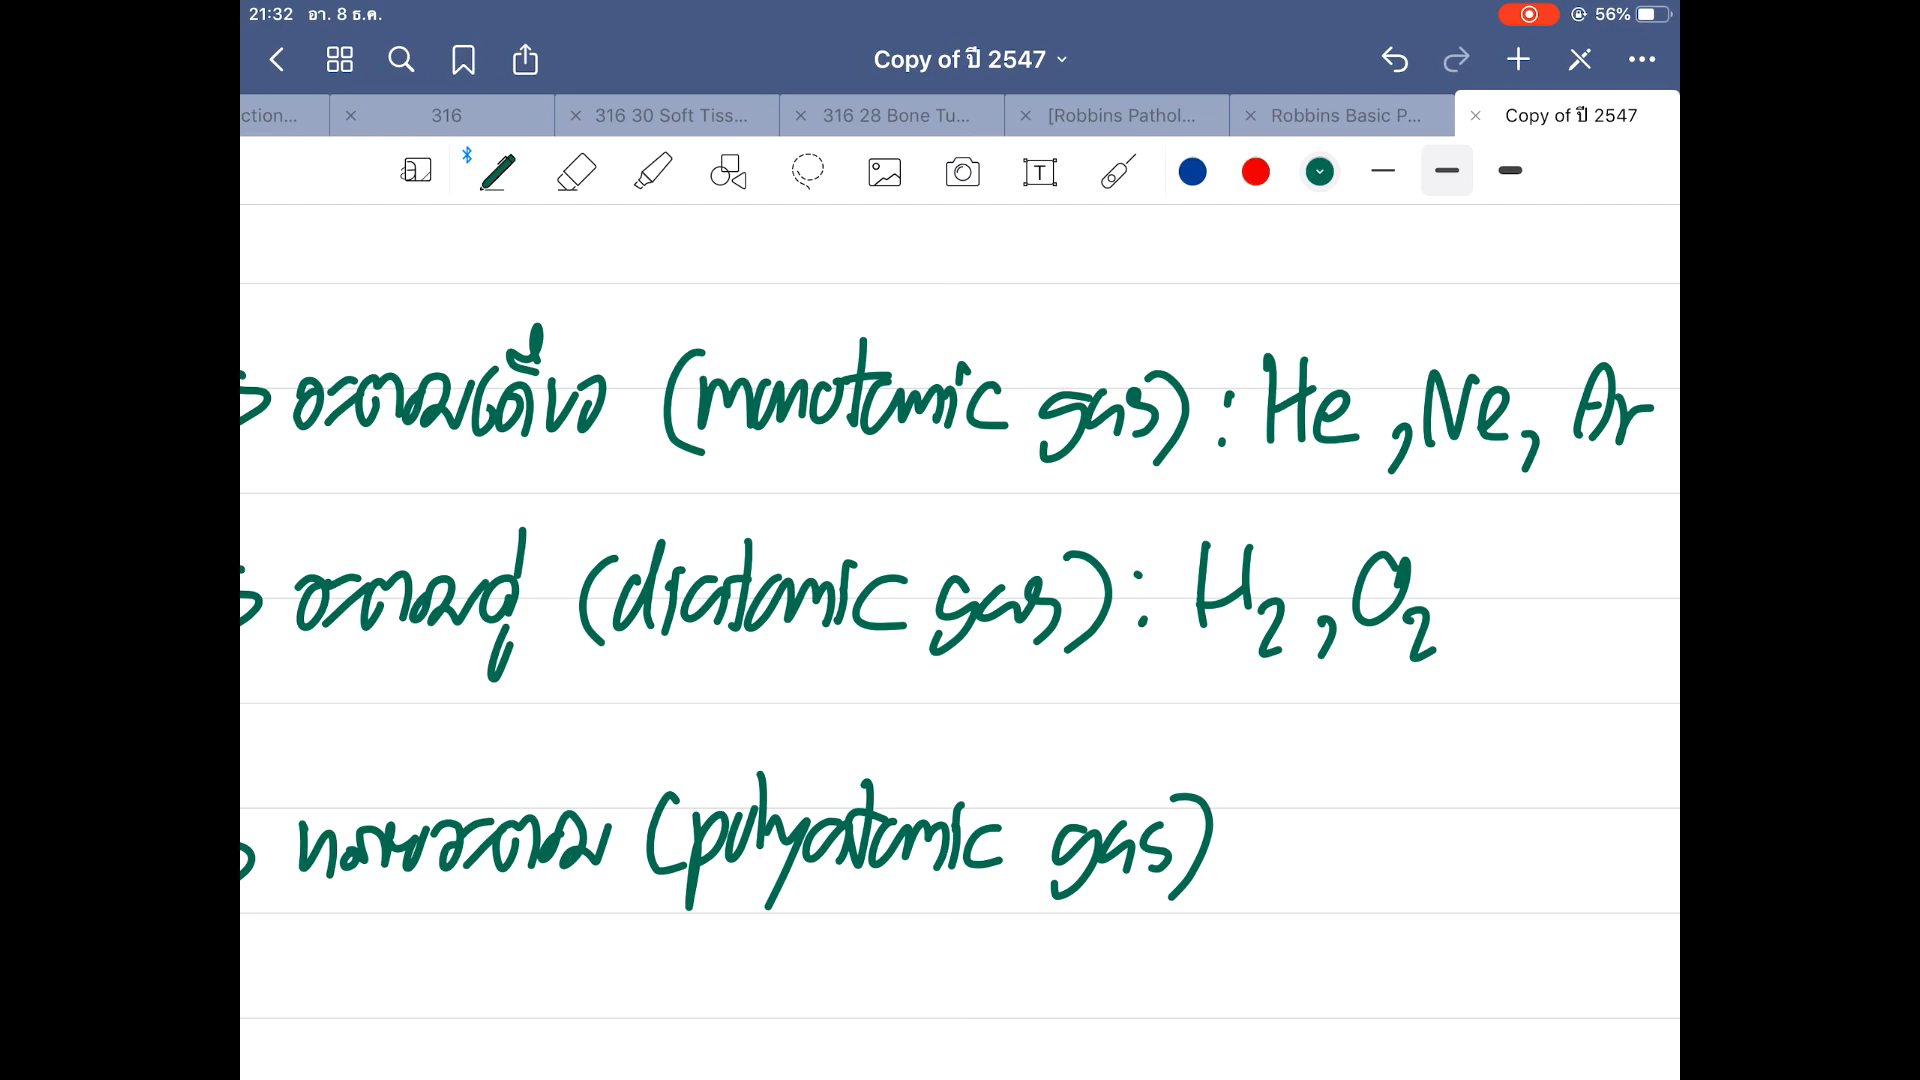 21:32 อา. 8 ธ.ค. 56%
Copy of ปี 2547
ction... 316 316 30 Soft Tiss... 316 28 Bone Tu... [Robbins Pathol... Robbins Basic P... Copy of ปี 2547
T
อะตอมเดี่ยว (monotomic gas) : He , Ne, Ar
อะตอมคู่ (diatomic gas) : H2 , O2
หลายอะตอม (polyatomic gas)